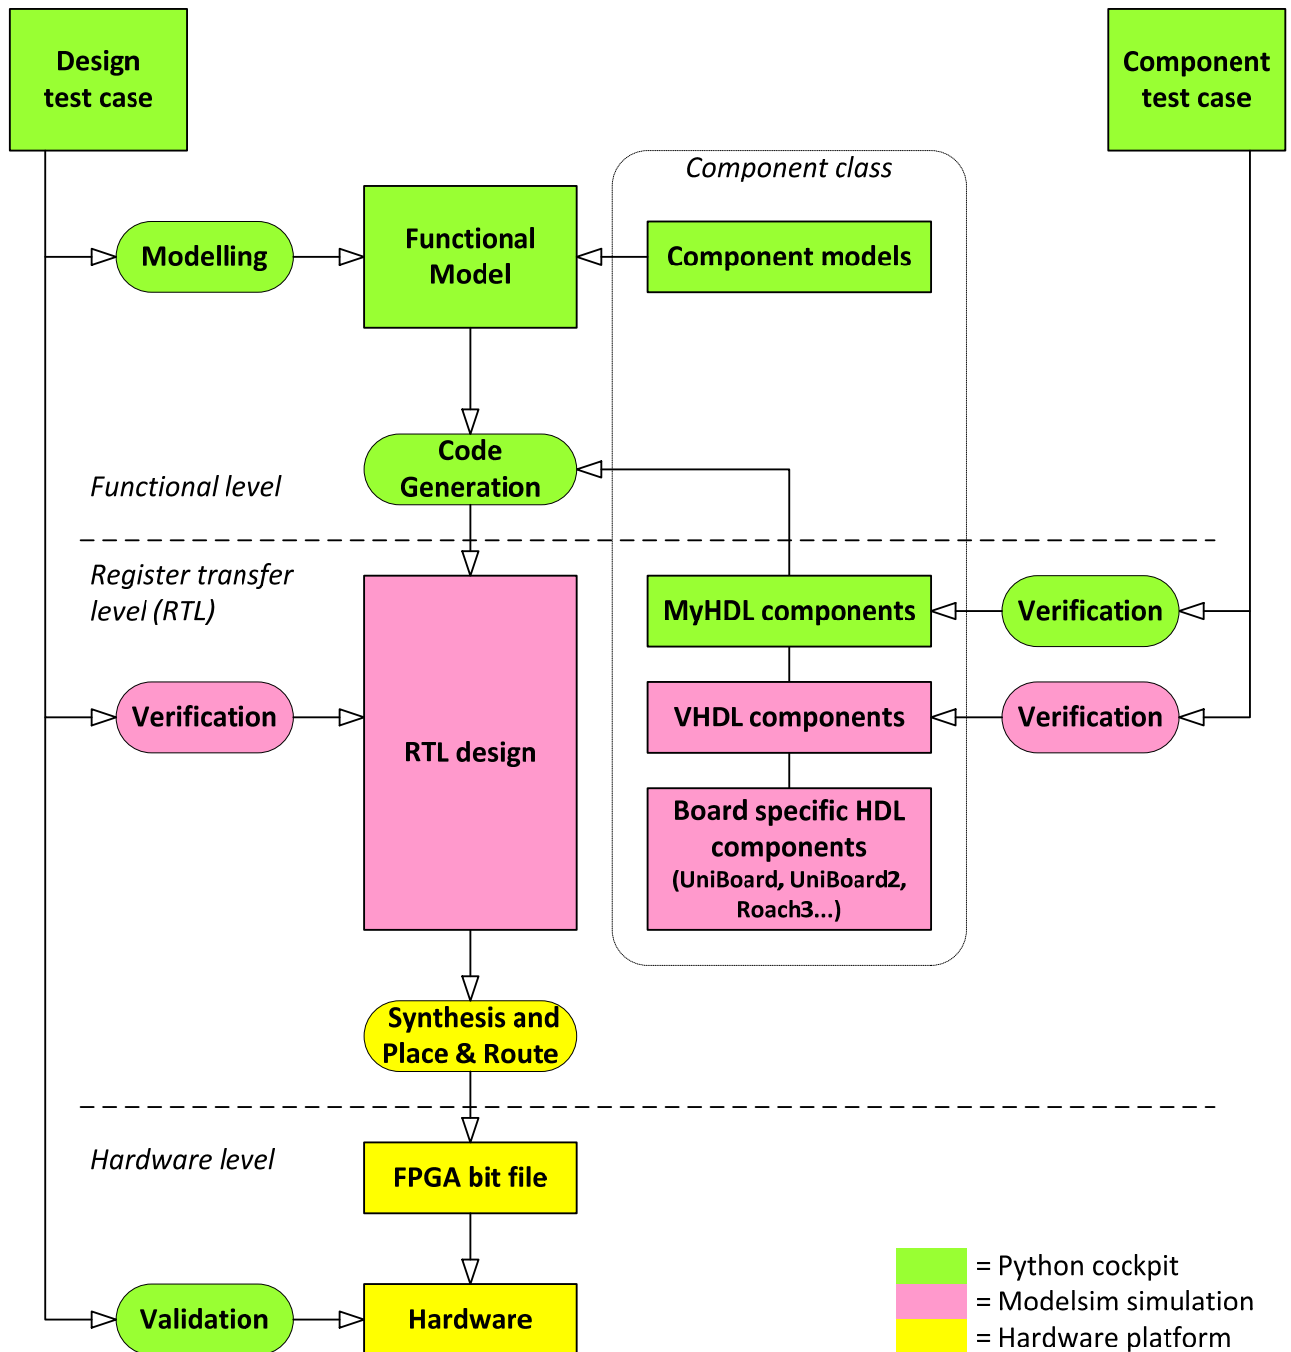 Design
test case
Component
test case
Component class
Modelling
Functional
Model
Component models
Code
Generation
Functional level
Register transfer
level (RTL)
MyHDL components
Verification
Verification
RTL design
VHDL components
Verification
Board specific HDL
components
(UniBoard, UniBoard2,
Roach3...)
Synthesis and
Place & Route
Hardware level
FPGA bit file
Validation
Hardware
= Python cockpit
= Modelsim simulation
= Hardware platform